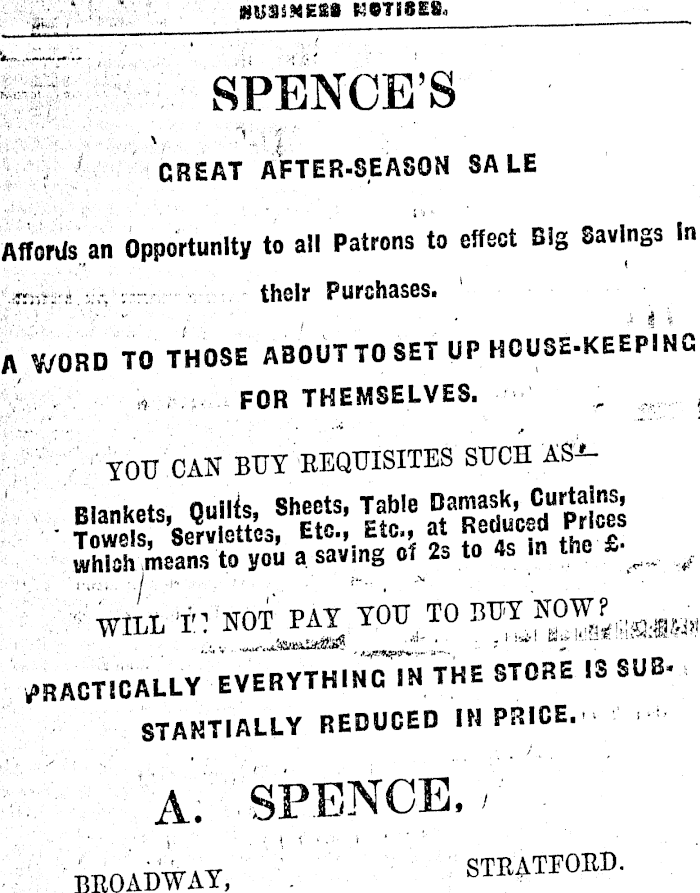 BUSINESS NOTICES.
SPENCE'S
GREAT AFTER-SEASON SALE
Affords an Opportunity to all Patrons to effect Big Savings in
their Purchases.
A WORD TO THOSE ABOUT TO SET UP HOUSE-KEEPING
FOR THEMSELVES.
YOU CAN BUY REQUISITES SUCH AS—
Blankets, Quilts, Sheets, Table Damask, Curtains,
Towels, Serviettes, Etc., Etc., at Reduced Prices
which means to you a saving of 2s to 4s in the £.
WILL IT NOT PAY YOU TO BUY NOW?
PRACTICALLY EVERYTHING IN THE STORE IS SUB-
STANTIALLY REDUCED IN PRICE.
A. SPENCE,
BROADWAY, STRATFORD.